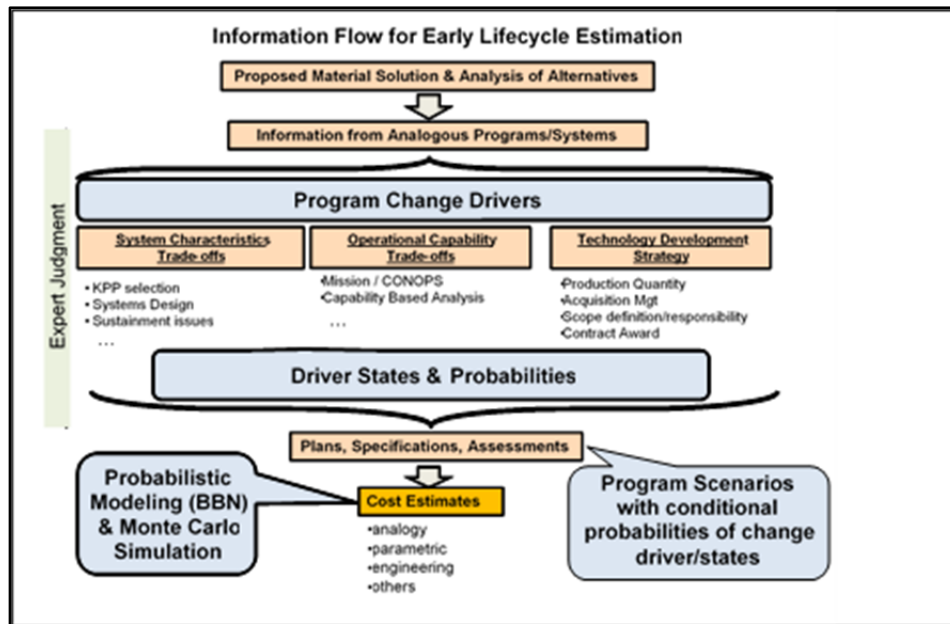 Information Flow for Early Lifecycle Estimation
Proposed Material Solution & Analysis of Alternatives
Information from Analogous Programs/Systems
Expert Judgment
Program Change Drivers
System Characteristics
Trade-offs
• KPP selection
• Systems Design
• Sustainment issues
...
Operational Capability
Trade-offs
•Mission / CONOPS
•Capability Based Analysis
...
Technology Development
Strategy
•Production Quantity
•Acquisition Mgt
•Scope definition/responsibility
•Contract Award
Driver States & Probabilities
Plans, Specifications, Assessments
Probabilistic
Modeling (BBN)
& Monte Carlo
Simulation
Cost Estimates
•analogy
•parametric
•engineering
•others
Program Scenarios
with conditional
probabilities of change
driver/states